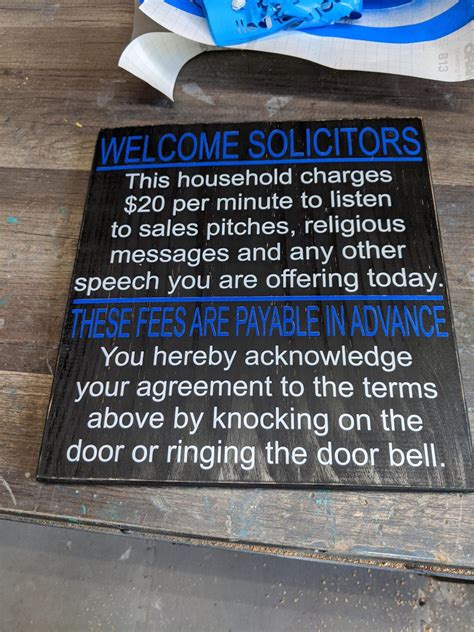 WELCOME SOLICITORS
This household charges
$20 per minute to listen
to sales pitches, religious
messages and any other
speech you are offering today.
THESE FEES ARE PAYABLE IN ADVANCE
You hereby acknowledge
your agreement to the terms
above by knocking on the
door or ringing the door bell.
813